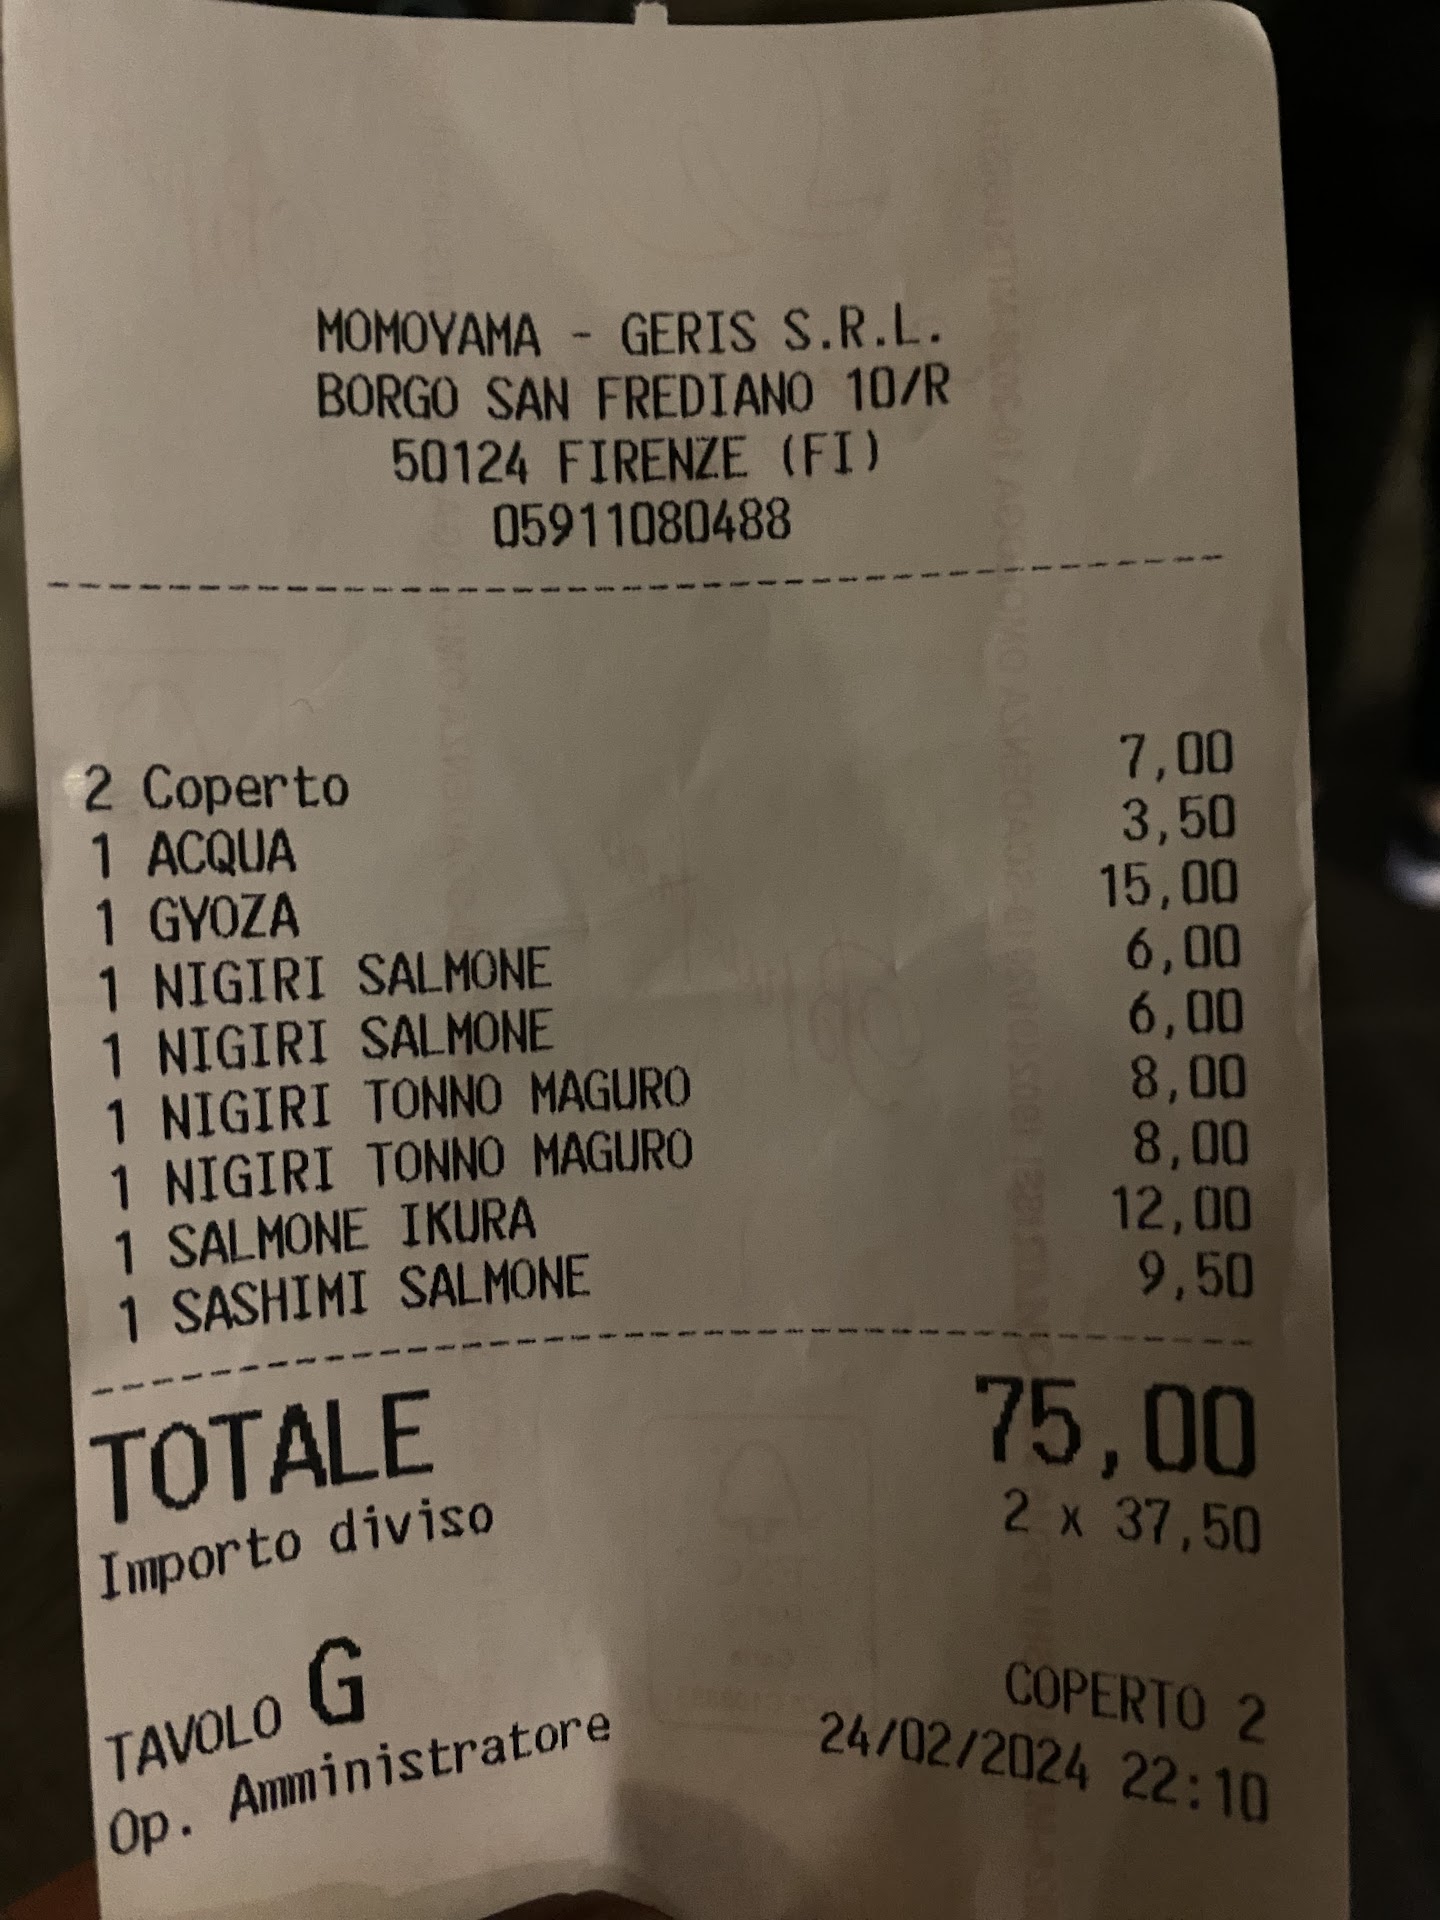 MOMOYAMA - GERIS S.R.L.
BORGO SAN FREDIANO 10/R
50124 FIRENZE (FI)
05911080488
2 Coperto 7,00
1 ACQUA 3,50
1 GYOZA 15,00
1 NIGIRI SALMONE 6,00
1 NIGIRI SALMONE 6,00
1 NIGIRI TONNO MAGURO 8,00
1 NIGIRI TONNO MAGURO 8,00
1 SALMONE IKURA 12,00
1 SASHIMI SALMONE 9,50
TOTALE 75,00
Importo diviso 2 x 37,50
TAVOLO G COPERTO 2
Op. Amministratore 24/02/2024 22:10